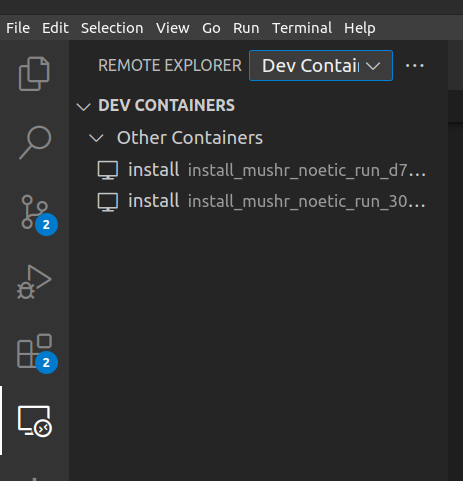 File Edit Selection View Go Run Terminal Help
REMOTE EXPLORER Dev Contai
DEV CONTAINERS
Other Containers
install install_mushr_noetic_run_d7...
install install_mushr_noetic_run_30...
2
2